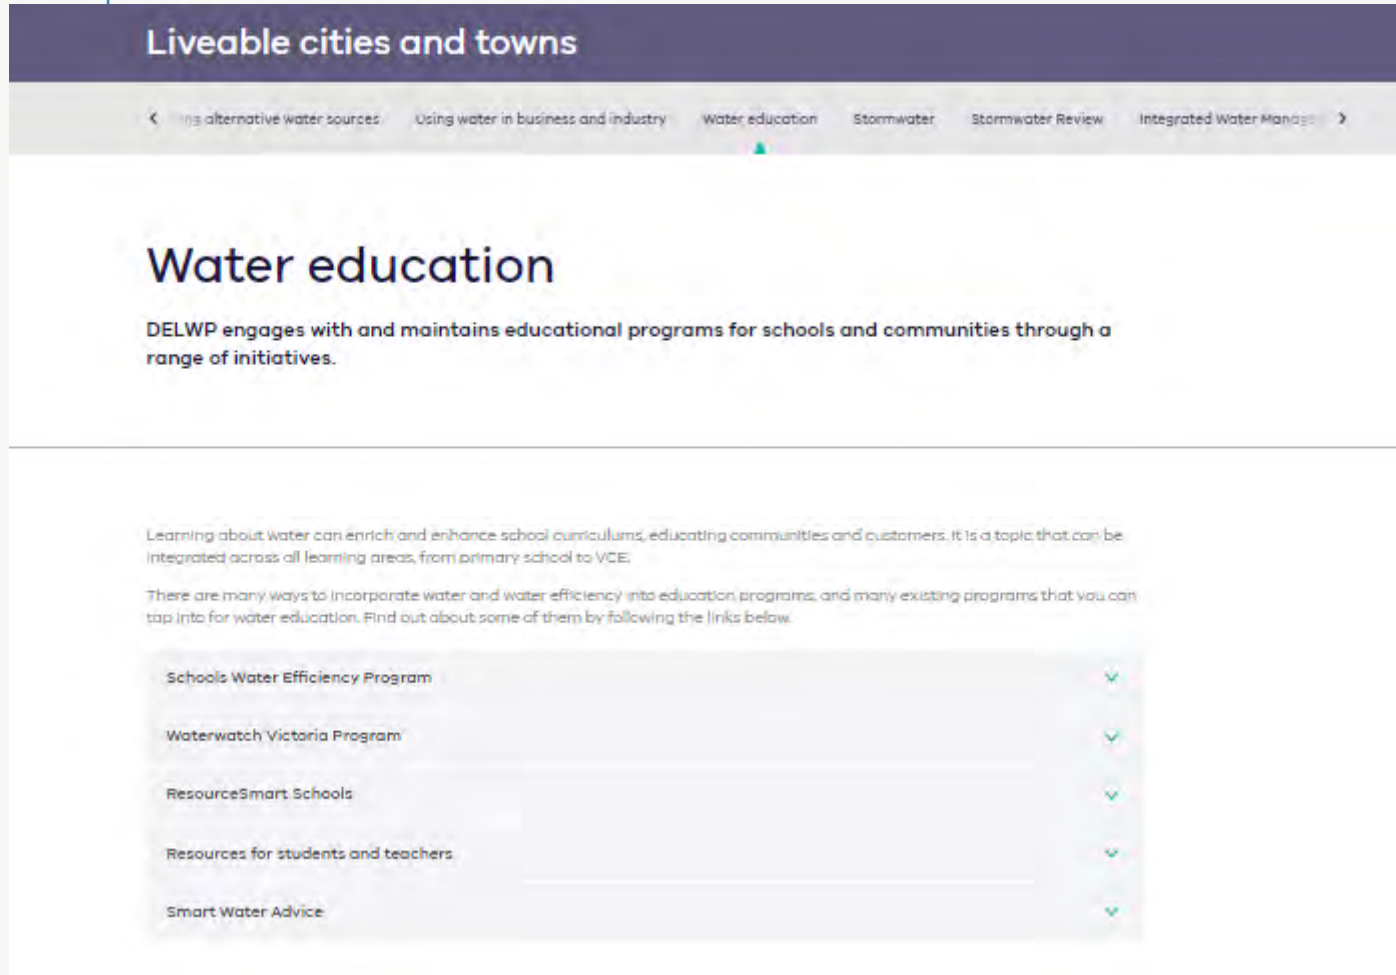 Liveable cities and towns
ing alternative water sources Using water in business and industry Water education Stormwater Stormwater Review Integrated Water Manage
Water education
DELWP engages with and maintains educational programs for schools and communities through a
range of initiatives.
Learning about water can enrich and enhance school curriculums, educating communities and customers. It is a topic that can be
integrated across all learning areas, from primary school to VCE.
There are many ways to incorporate water and water efficiency into education programs, and many existing programs that you can
tap into for water education. Find out about some of them by following the links below.
Schools Water Efficiency Program
Waterwatch Victoria Program
ResourceSmart Schools
Resources for students and teachers
Smart Water Advice